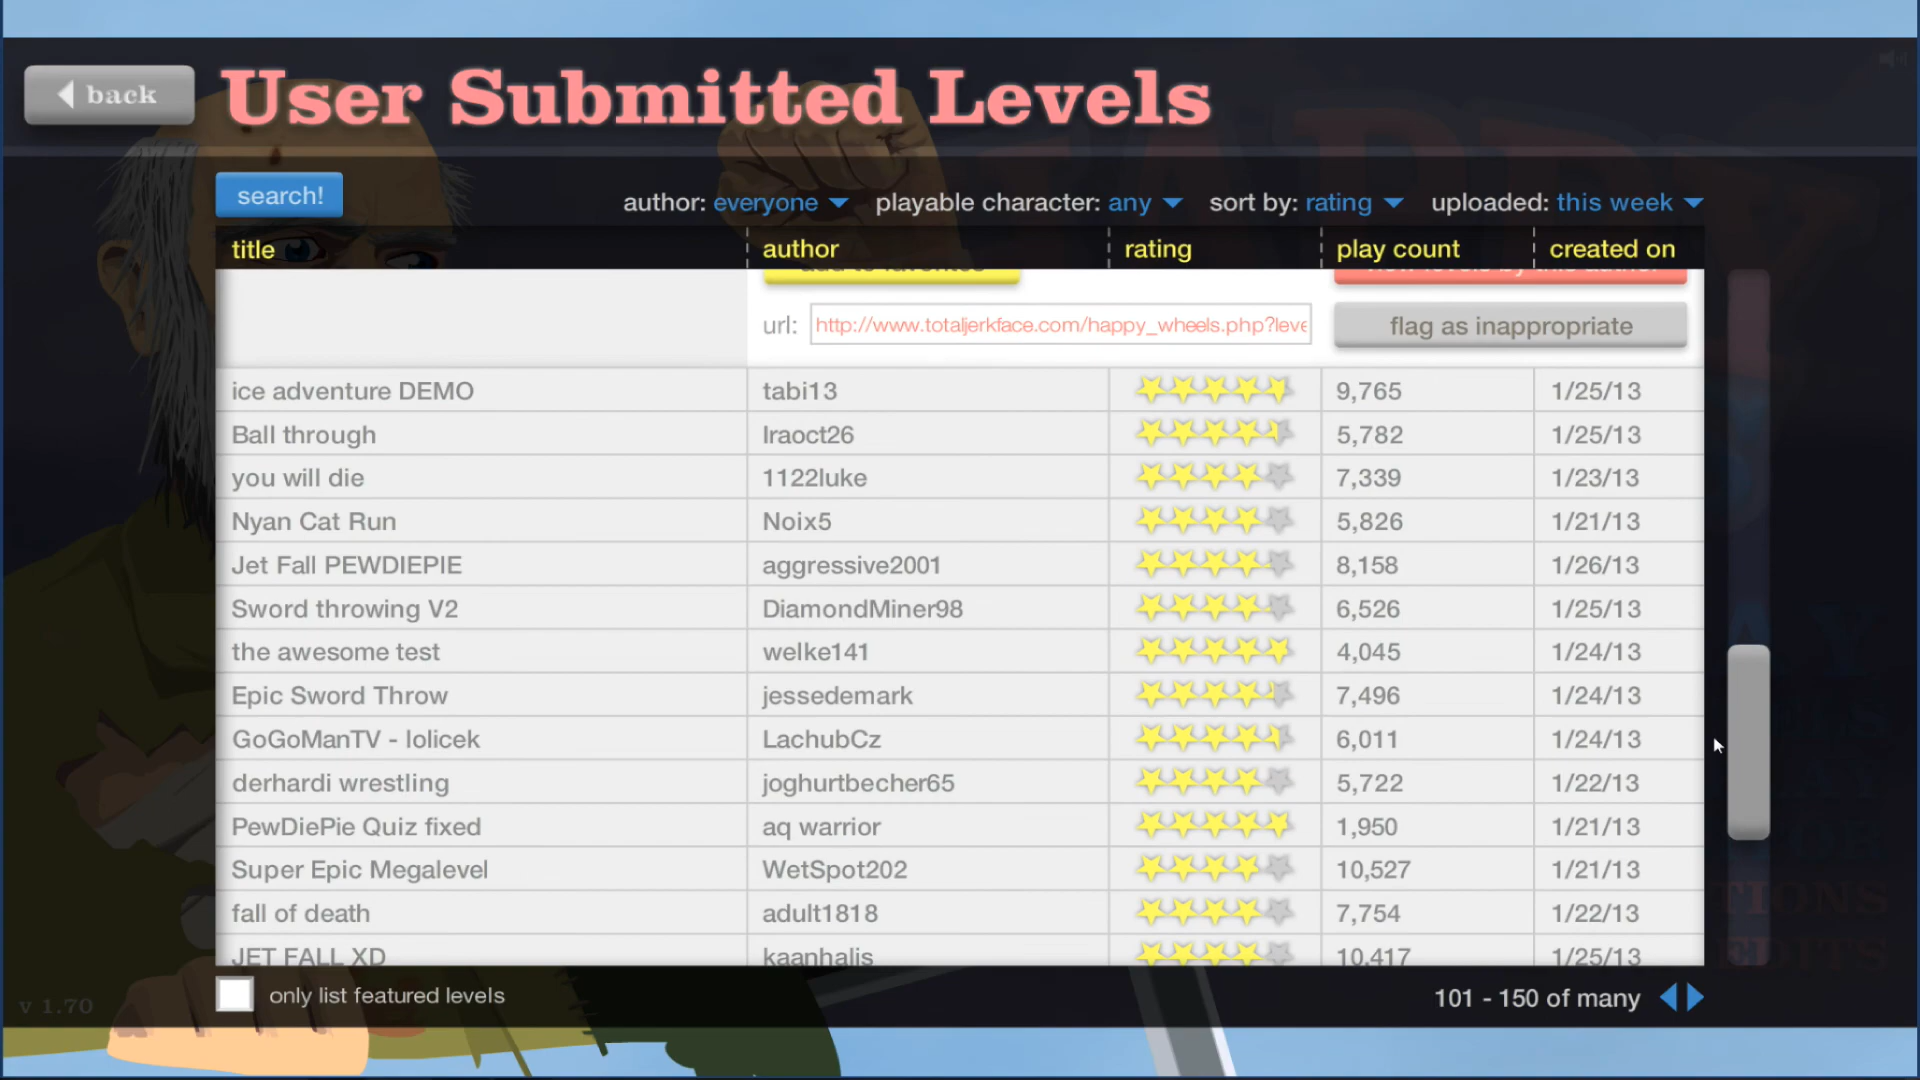 back
User Submitted Levels
search!
author: everyone playable character: any sort by: rating uploaded: this week
title author rating play count created on
add to favorites view levels by this author
url: http://www.totaljerkface.com/happy_wheels.php?leve flag as inappropriate
ice adventure DEMO tabi13 9,765 1/25/13
Ball through Iraoct26 5,782 1/25/13
you will die 1122luke 7,339 1/23/13
Nyan Cat Run Noix5 5,826 1/21/13
Jet Fall PEWDIEPIE aggressive2001 8,158 1/26/13
Sword throwing V2 DiamondMiner98 6,526 1/25/13
the awesome test welke141 4,045 1/24/13
Epic Sword Throw jessedemark 7,496 1/24/13
GoGoManTV - lolicek LachubCz 6,011 1/24/13
derhardi wrestling joghurtbecher65 5,722 1/22/13
PewDiePie Quiz fixed aq warrior 1,950 1/21/13
Super Epic Megalevel WetSpot202 10,527 1/21/13
fall of death adult1818 7,754 1/22/13
JET FALL XD kaanhalis 10,417 1/25/13
only list featured levels
101 - 150 of many
v 1.70